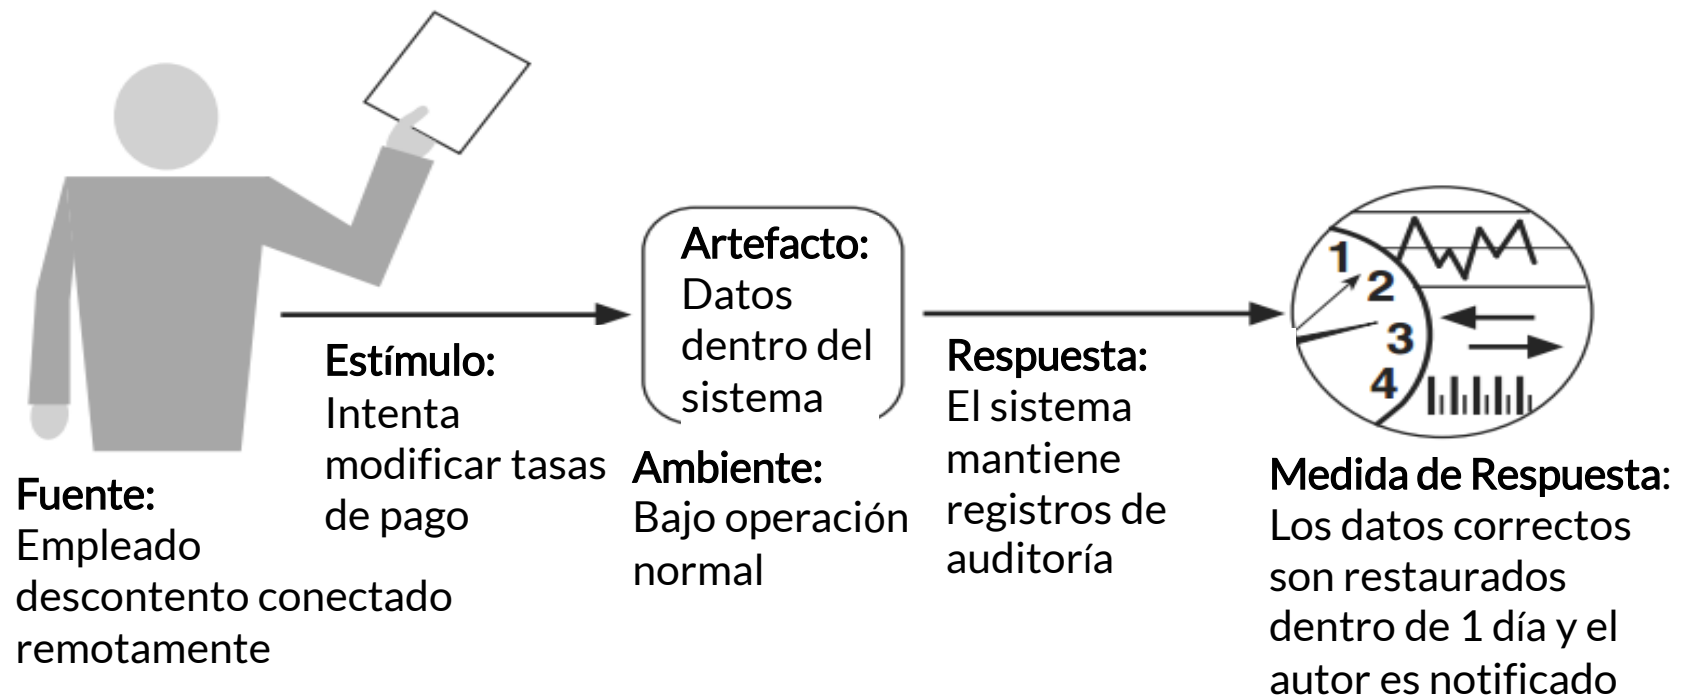 Fuente:
Empleado
descontento conectado
remotamente
Estímulo:
Intenta
modificar tasas
de pago
Artefacto:
Datos
dentro del
sistema
Ambiente:
Bajo operación
normal
Respuesta:
El sistema
mantiene
registros de
auditoría
1
2
3
4
Medida de Respuesta:
Los datos correctos
son restaurados
dentro de 1 día y el
autor es notificado